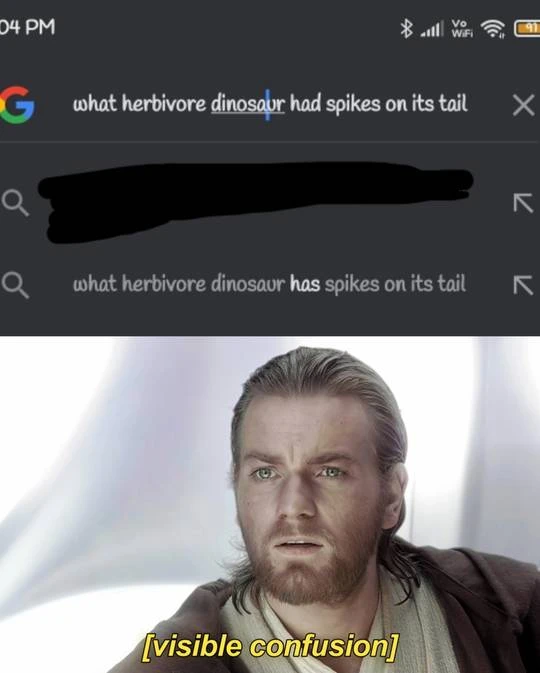 04 PM
Vo
WiFi
91
what herbivore dinosaur had spikes on its tail
what herbivore dinosaur has spikes on its tail
[visible confusion]